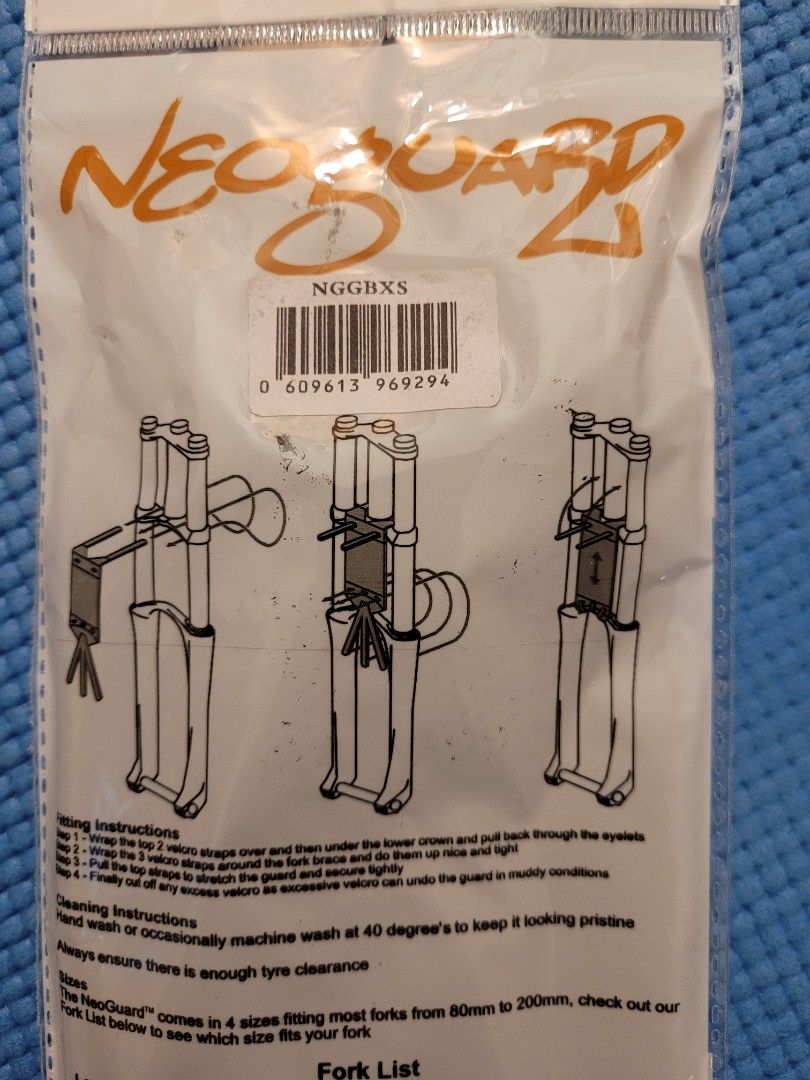 NEOGUARD
NGGBXS
0 609613 969294
Fitting Instructions
Step 1 - Wrap the top 2 velcro straps over and then under the lower crown and pull back through the eyelets
Step 2 - Wrap the 3 velcro straps around the fork brace and do them up nice and tight
Step 3 - Pull the top straps to stretch the guard and secure tightly
Step 4 - Finally cut off any excess velcro as excessive velcro can undo the guard in muddy conditions
Cleaning Instructions
Hand wash or occasionally machine wash at 40 degree's to keep it looking pristine
Always ensure there is enough tyre clearance
Sizes
The NeoGuard™ comes in 4 sizes fitting most forks from 80mm to 200mm, check out our
Fork List below to see which size fits your fork
Fork List